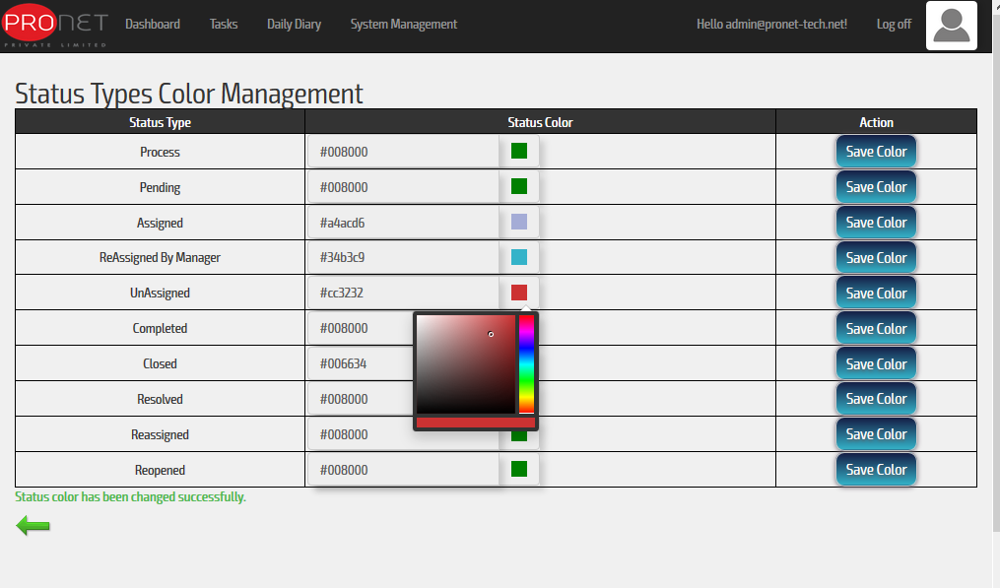 PRONET Dashboard Tasks Daily Diary System Management Hello admin@pronet-tech.net! Log off
PRIVATE LIMITED
Status Types Color Management
Status Type Status Color Action
Process #008000 Save Color
Pending #008000 Save Color
Assigned #a4acd6 Save Color
ReAssigned By Manager #34b3c9 Save Color
UnAssigned #cc3232 Save Color
Completed #008000 Save Color
Closed #006634 Save Color
Resolved #008000 Save Color
Reassigned #008000 Save Color
Reopened #008000 Save Color
Status color has been changed successfully.